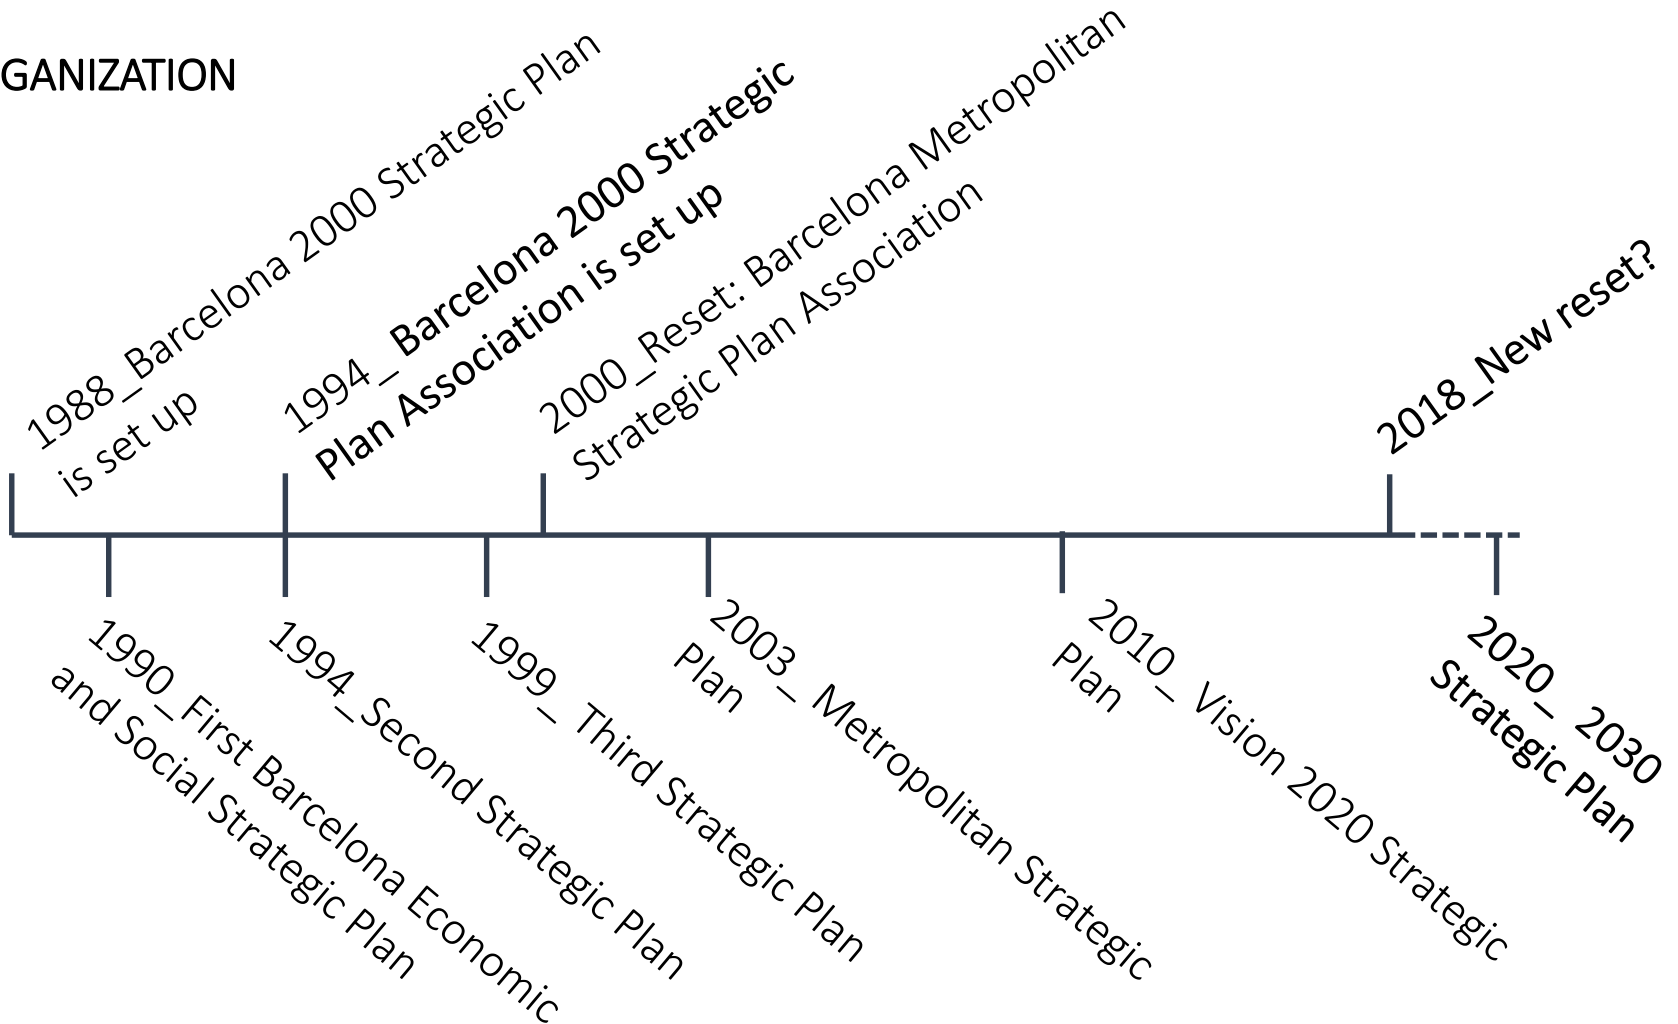 GANIZATION
1988_Barcelona 2000 Strategic Plan
is set up
1994_ Barcelona 2000 Strategic
Plan Association is set up
2000_Reset: Barcelona Metropolitan
Strategic Plan Association
2018_New reset?
1990_First Barcelona Economic
and Social Strategic Plan
1994_Second Strategic Plan
1999_ Third Strategic Plan
2003_ Metropolitan Strategic
Plan
2010_ Vision 2020 Strategic
Plan
2020_ 2030
Strategic Plan